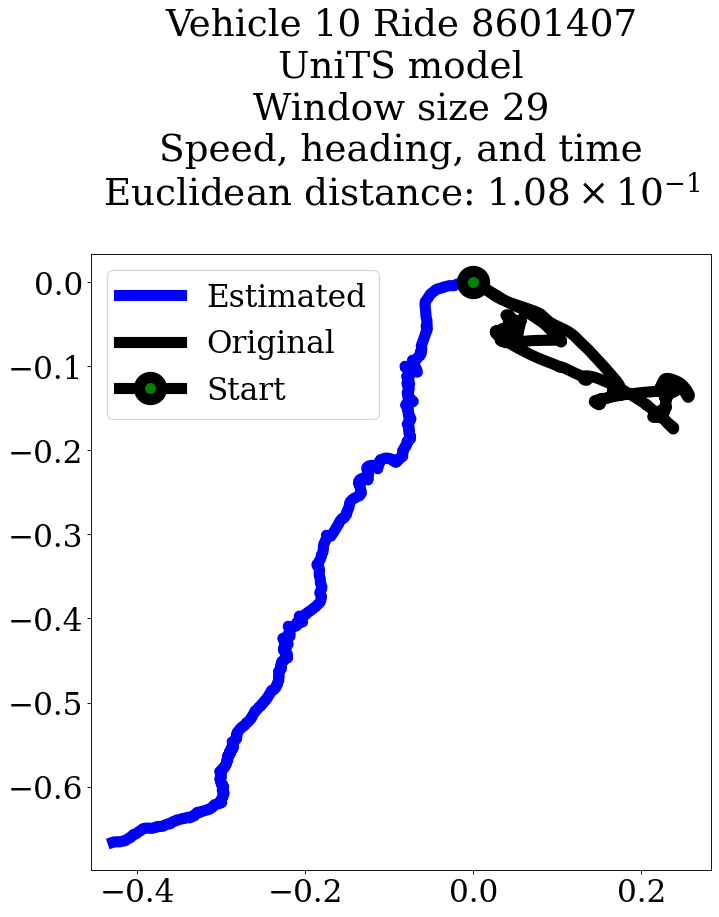 Vehicle 10 Ride 8601407
UniTS model
Window size 29
Speed, heading, and time
Euclidean distance: 1.08 × 10⁻¹
Estimated
Original
Start
0.0
−0.1
−0.2
−0.3
−0.4
−0.5
−0.6
−0.4 −0.2 0.0 0.2